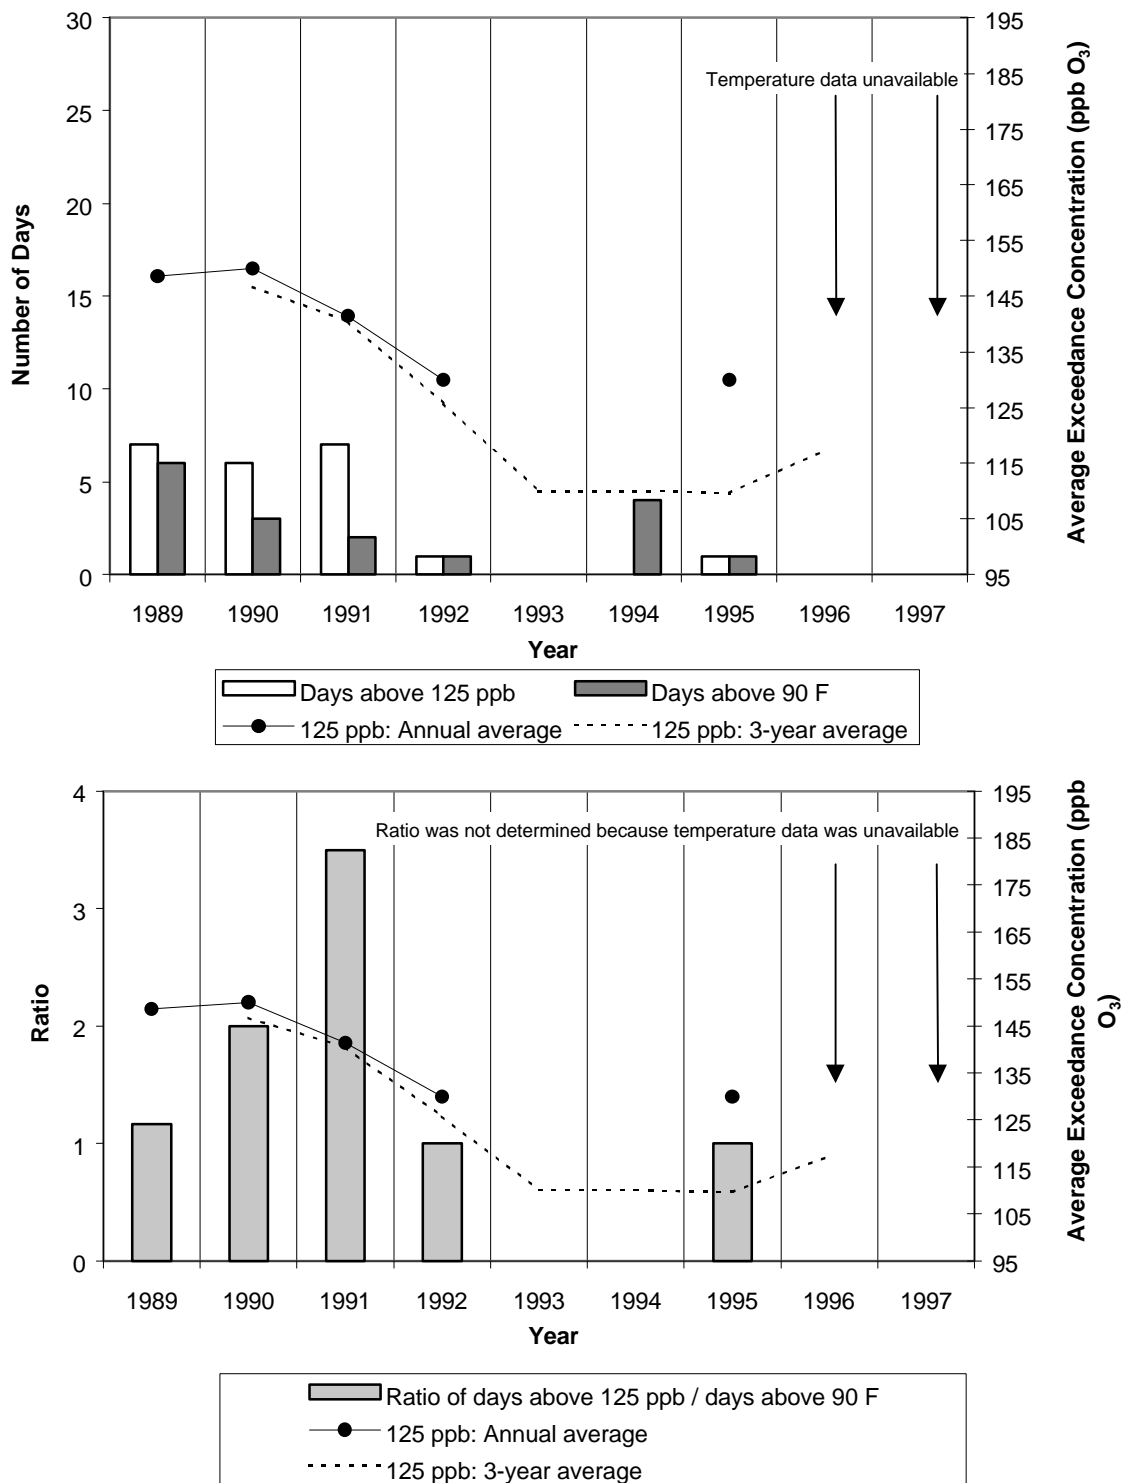 30
25
20
15
10
5
0
Number of Days
195
185
175
165
155
145
135
125
115
105
95
Average Exceedance Concentration (ppb O3)
Temperature data unavailable
1989 1990 1991 1992 1993 1994 1995 1996 1997
Year
Days above 125 ppb Days above 90 F
125 ppb: Annual average 125 ppb: 3-year average
4
3
2
1
0
Ratio
195
185
175
165
155
145
135
125
115
105
95
Average Exceedance Concentration (ppb
O3)
Ratio was not determined because temperature data was unavailable
1989 1990 1991 1992 1993 1994 1995 1996 1997
Year
Ratio of days above 125 ppb / days above 90 F
125 ppb: Annual average
125 ppb: 3-year average